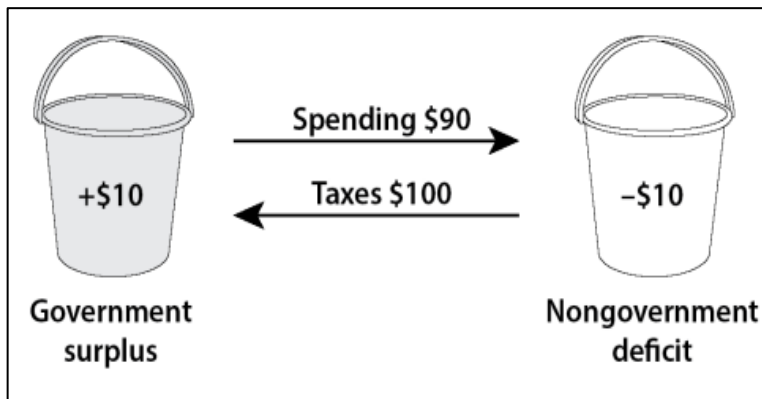 Spending $90
+$10
Taxes $100
–$10
Government
surplus
Nongovernment
deficit